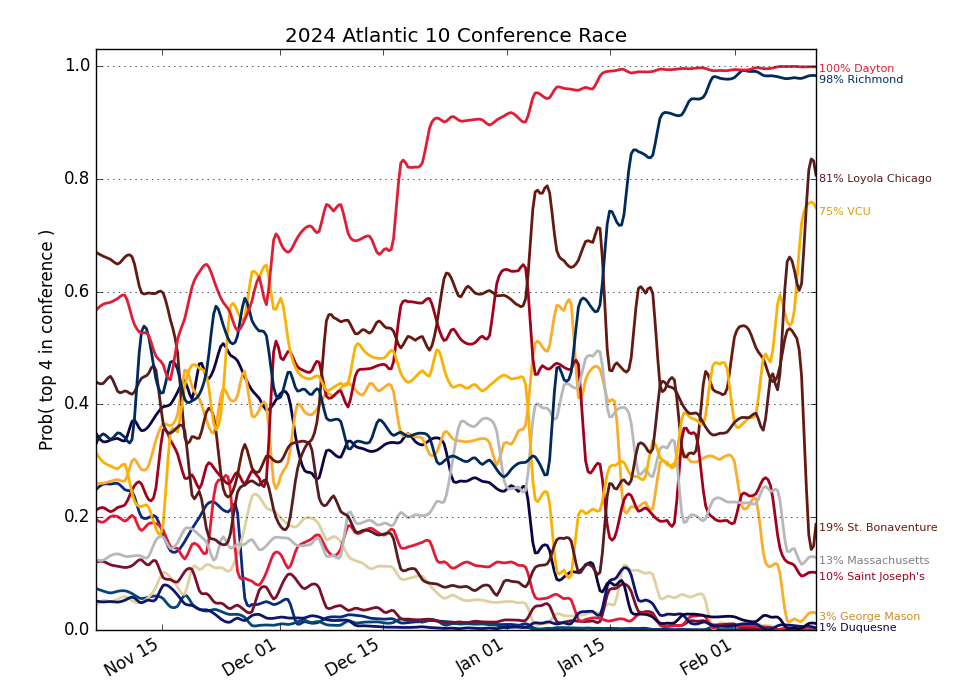 2024 Atlantic 10 Conference Race
Prob( top 4 in conference )
1.0
0.8
0.6
0.4
0.2
0.0
Nov 15
Dec 01
Dec 15
Jan 01
Jan 15
Feb 01
100% Dayton
98% Richmond
81% Loyola Chicago
75% VCU
19% St. Bonaventure
13% Massachusetts
10% Saint Joseph's
3% George Mason
1% Duquesne